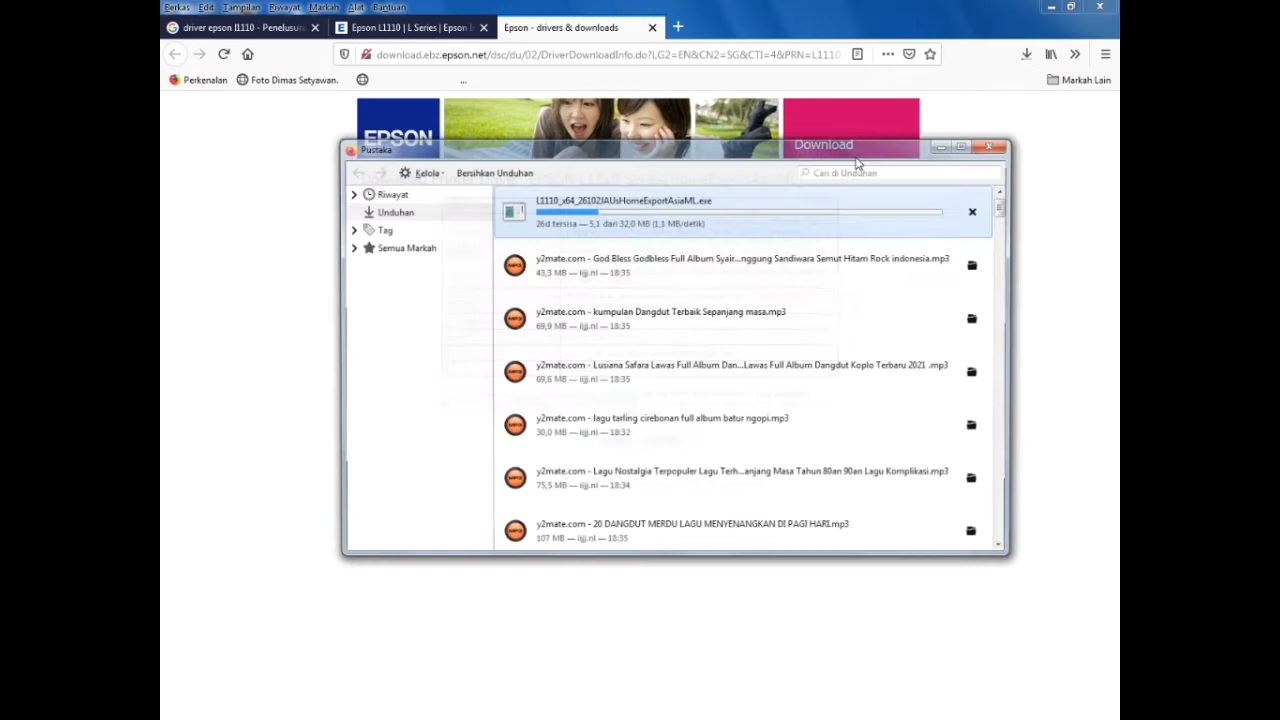 Berkas Edit Tampilan Riwayat Markah Alat Bantuan
driver epson l1110 - Penelusura
Epson L1110 | L Series | Epson I
Epson - drivers & downloads
download.ebz.epson.net/dsc/du/02/DriverDownloadInfo.do?LG2=EN&CN2=SG&CTI=4&PRN=L1110
Perkenalan
Foto Dimas Setyawan.
...
Markah Lain
EPSON
Download
Pustaka
Kelola
Bersihkan Unduhan
Cari di Unduhan
Riwayat
Unduhan
Tag
Semua Markah
L1110_x64_26102JAUsHomeExportAsiaML.exe
26d tersisa — 5,1 dari 32,0 MB (1,1 MB/detik)
y2mate.com - God Bless Godbless Full Album Syair...nggung Sandiwara Semut Hitam Rock indonesia.mp3
43,3 MB — iijj.nl — 18:35
y2mate.com - kumpulan Dangdut Terbaik Sepanjang masa.mp3
69,9 MB — iijj.nl — 18:35
y2mate.com - Lusiana Safara Lawas Full Album Dan...Lawas Full Album Dangdut Koplo Terbaru 2021 .mp3
69,6 MB — iijj.nl — 18:35
y2mate.com - lagu tarling cirebonan full album batur ngopi.mp3
30,0 MB — iijj.nl — 18:32
y2mate.com - Lagu Nostalgia Terpopuler Lagu Terh...anjang Masa Tahun 80an 90an Lagu Komplikasi.mp3
75,5 MB — iijj.nl — 18:34
y2mate.com - 20 DANGDUT MERDU LAGU MENYENANGKAN DI PAGI HARI.mp3
107 MB — iijj.nl — 18:35